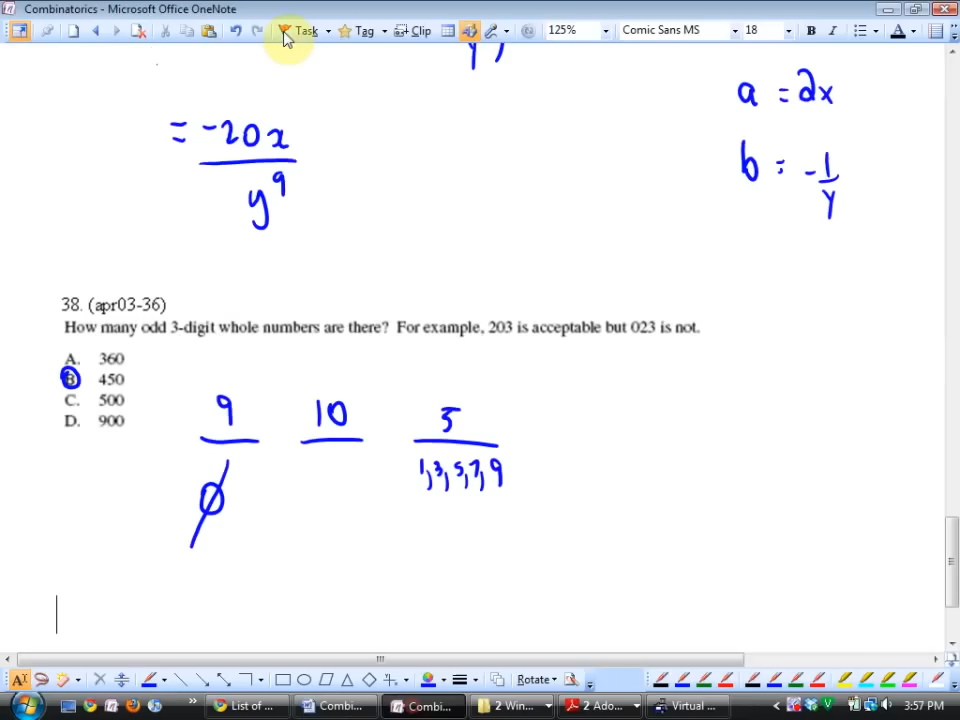 Combinatorics - Microsoft Office OneNote
Task Tag Clip 125% Comic Sans MS 18 B I A
y )
a = 2x
= -20x
y 9
b = - 1
y
38. (apr03-36)
How many odd 3-digit whole numbers are there? For example, 203 is acceptable but 023 is not.
A. 360
B. 450
C. 500
D. 900
9 10 5
1,3,5,7,9
0
Rotate
List of ... Combi... Combi... 2 Win... 2 Ado... Virtual ... 3:57 PM